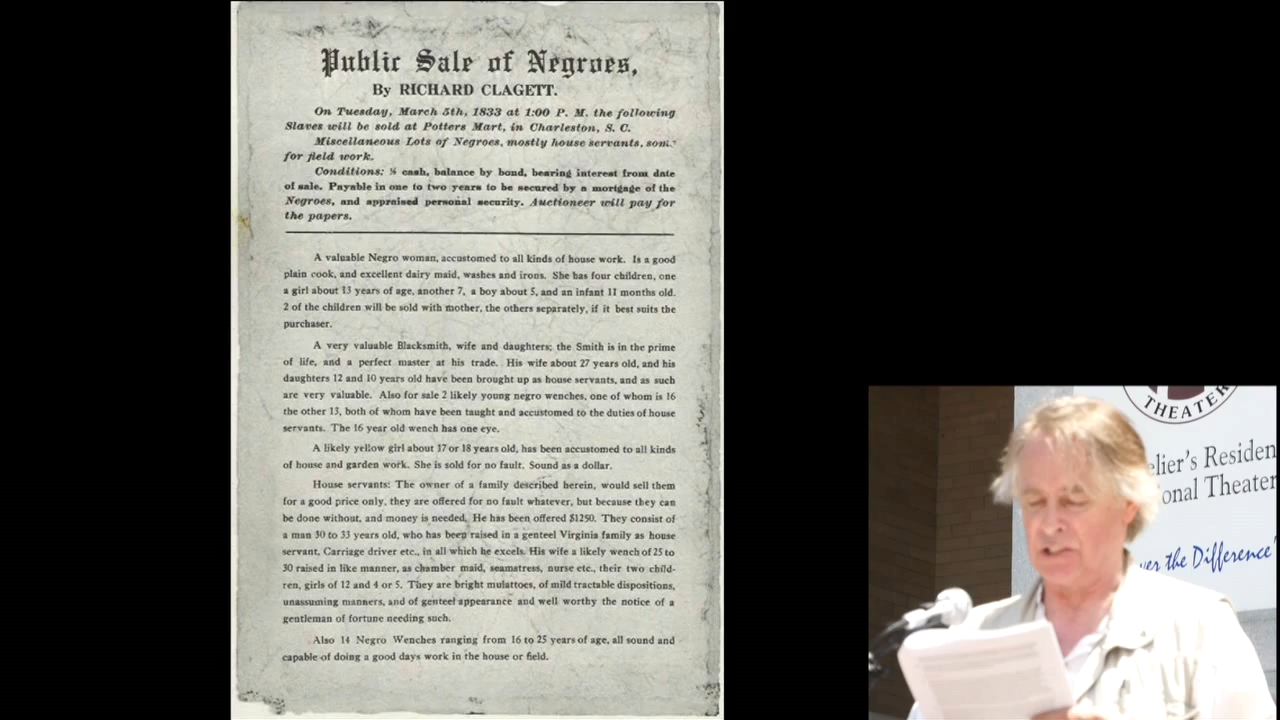 Public Sale of Negroes,
By RICHARD CLAGETT.
On Tuesday, March 5th, 1833 at 1:00 P. M. the following
Slaves will be sold at Potters Mart, in Charleston, S. C.
Miscellaneous Lots of Negroes, mostly house servants, som
for field work.
Conditions: ½ cash, balance by bond, bearing interest from date
of sale. Payable in one to two years to be secured by a mortgage of the
Negroes, and appraised personal security. Auctioneer will pay for
the papers.
A valuable Negro woman, accustomed to all kinds of house work. Is a good
plain cook, and excellent dairy maid, washes and irons. She has four children, one
a girl about 13 years of age, another 7, a boy about 5, and an infant 11 months old.
2 of the children will be sold with mother, the others separately, if it best suits the
purchaser.
A very valuable Blacksmith, wife and daughters; the Smith is in the prime
of life, and a perfect master at his trade. His wife about 27 years old, and his
daughters 12 and 10 years old have been brought up as house servants, and as such
are very valuable. Also for sale 2 likely young negro wenches, one of whom is 16
the other 13, both of whom have been taught and accustomed to the duties of house
servants. The 16 year old wench has one eye.
A likely yellow girl about 17 or 18 years old, has been accustomed to all kinds
of house and garden work. She is sold for no fault. Sound as a dollar.
House servants: The owner of a family described herein, would sell them
for a good price only, they are offered for no fault whatever, but because they can
be done without, and money is needed. He has been offered $1250. They consist of
a man 30 to 33 years old, who has been raised in a genteel Virginia family as house
servant, Carriage driver etc., in all which he excels. His wife a likely wench of 25 to
30 raised in like manner, as chamber maid, seamstress, nurse etc., their two child-
ren, girls of 12 and 4 or 5. They are bright mulattoes, of mild tractable dispositions,
unassuming manners, and of genteel appearance and well worthy the notice of a
gentleman of fortune needing such.
Also 14 Negro Wenches ranging from 16 to 25 years of age, all sound and
capable of doing a good days work in the house or field.
THEATER
elier's Residen
onal Theater
ver the Difference